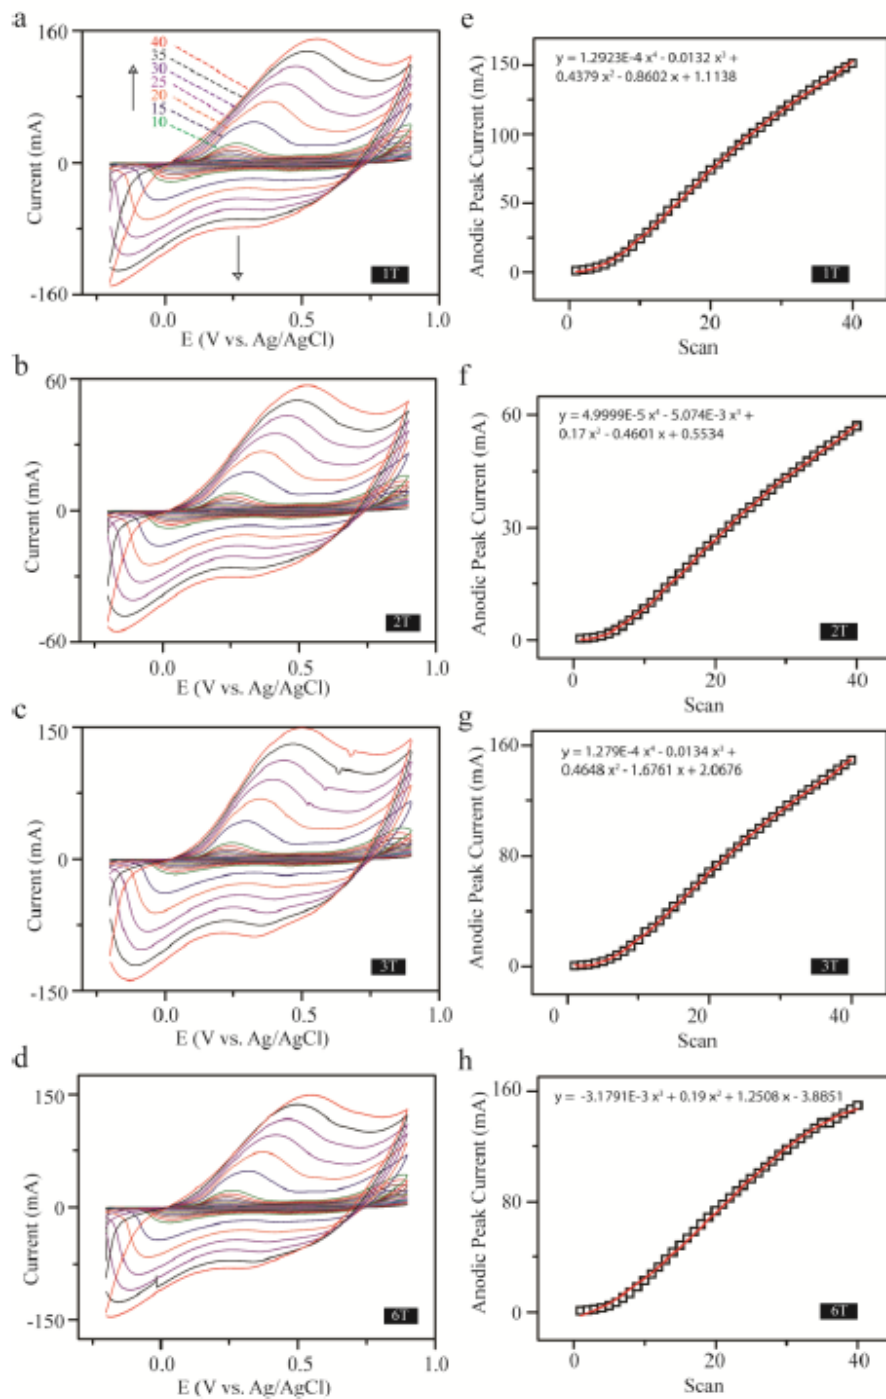 a
160
40
35
30
25
20
15
10
Current (mA)
0
-160
1T
0.0
0.5
1.0
E (V vs. Ag/AgCl)
e
y = 1.2923E-4 x⁴ - 0.0132 x³ +
0.4379 x² - 0.8602 x + 1.1138
Anodic Peak Current (mA)
150
100
50
0
1T
0
20
40
Scan
b
60
Current (mA)
0
-60
2T
0.0
0.5
1.0
E (V vs. Ag/AgCl)
f
y = 4.9999E-5 x⁴ - 5.074E-3 x³ +
0.17 x² - 0.4601 x + 0.5534
Anodic Peak Current (mA)
60
30
0
2T
0
20
40
Scan
c
150
Current (mA)
0
-150
3T
0.0
0.5
1.0
E (V vs. Ag/AgCl)
g
y = 1.279E-4 x⁴ - 0.0134 x³ +
0.4648 x² - 1.6761 x + 2.0676
Anodic Peak Current (mA)
160
80
0
3T
0
20
40
Scan
d
150
Current (mA)
0
-150
6T
0.0
0.5
1.0
E (V vs. Ag/AgCl)
h
y = -3.1791E-3 x³ + 0.19 x² + 1.2508 x - 3.8851
Anodic Peak Current (mA)
160
80
0
6T
0
20
40
Scan